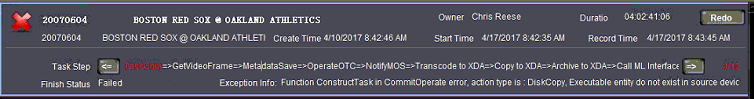 20070604 BOSTON RED SOX @ OAKLAND ATHLETICS Owner Chris Reese Duratio 04:02:41:06 Redo
20070604 BOSTON RED SOX @ OAKLAND ATHLETI Create Time 4/10/2017 8:42:46 AM Start Time 4/17/2017 8:42:35 AM Record Time 4/17/2017 8:43:45 AM
Task Step <= =>GetVideoFrame=>MetadataSave=>OperateOTC=>NotifyMOS=>Transcode to XDA=>Copy to XDA=>Archive to XDA=>Call ML Interface =>
Finish Status Failed Exception Info: Function ConstructTask in CommitOperate error, action type is : DiskCopy, Executable entity do not exist in source devic